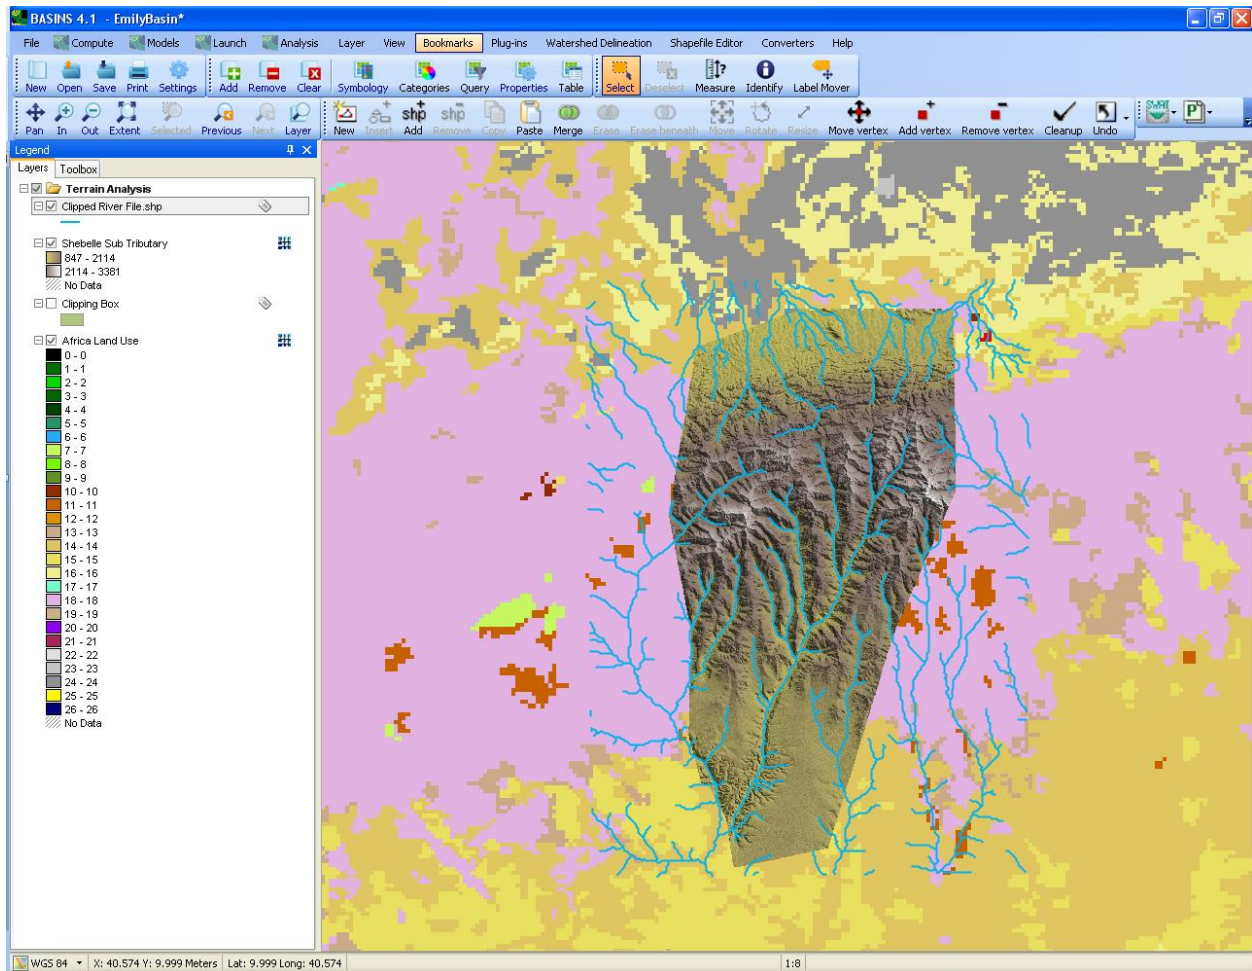 BASINS 4.1 - EmilyBasin*
File Compute Models Launch Analysis Layer View Bookmarks Plug-ins Watershed Delineation Shapefile Editor Converters Help
New Open Save Print Settings Add Remove Clear Symbology Categories Query Properties Table Select Deselect Measure Identify Label Mover
Pan In Out Extent Selected Previous Next Layer New Insert Add Remove Copy Paste Merge Erase Erase beneath Move Rotate Resize Move vertex Add vertex Remove vertex Cleanup Undo
Legend
Layers Toolbox
Terrain Analysis
Clipped River File.shp
Shebelle Sub Tributary
847 - 2114
2114 - 3381
No Data
Clipping Box
Africa Land Use
0 - 0
1 - 1
2 - 2
3 - 3
4 - 4
5 - 5
6 - 6
7 - 7
8 - 8
9 - 9
10 - 10
11 - 11
12 - 12
13 - 13
14 - 14
15 - 15
16 - 16
17 - 17
18 - 18
19 - 19
20 - 20
21 - 21
22 - 22
23 - 23
24 - 24
25 - 25
26 - 26
No Data
WGS 84 X: 40.574 Y: 9.999 Meters Lat: 9.999 Long: 40.574 1:8